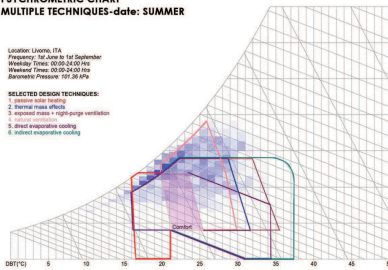 PSYCHROMETRIC CHART
MULTIPLE TECHNIQUES-date: SUMMER
Location: Livorno, ITA
Frequency: 1st June to 1st September
Weekday Times: 00:00-24:00 Hrs
Weekend Times: 00:00-24:00 Hrs
Barometric Pressure: 101.36 kPa
SELECTED DESIGN TECHNIQUES:
1. passive solar heating
2. thermal mass effects
3. exposed mass + night-purge ventilation
4. natural ventilation
5. direct evaporative cooling
6. indirect evaporative cooling
Comfort
DBT(°C) 5 10 15 20 25 30 35 40 45